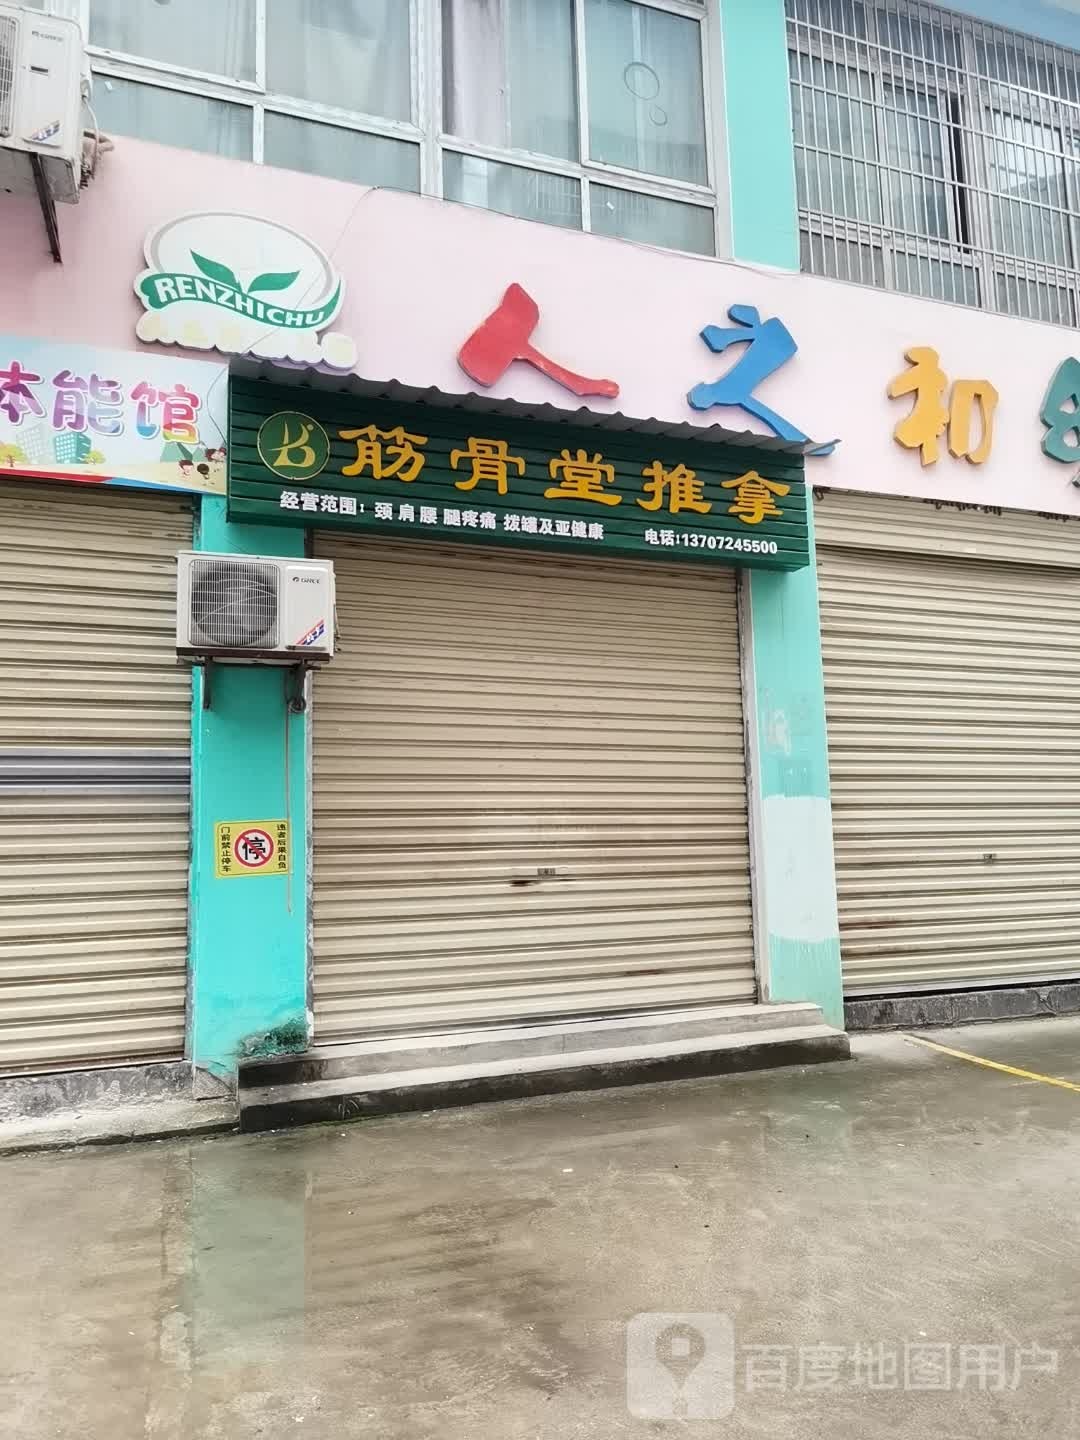 RENZHICHU
人之初
体能馆
筋骨堂推拿
经营范围：颈 肩 腰 腿疼痛 拨罐及亚健康
电话:13707245500
GREE
门前禁止停车
停
违者后果自负
百度地图用户